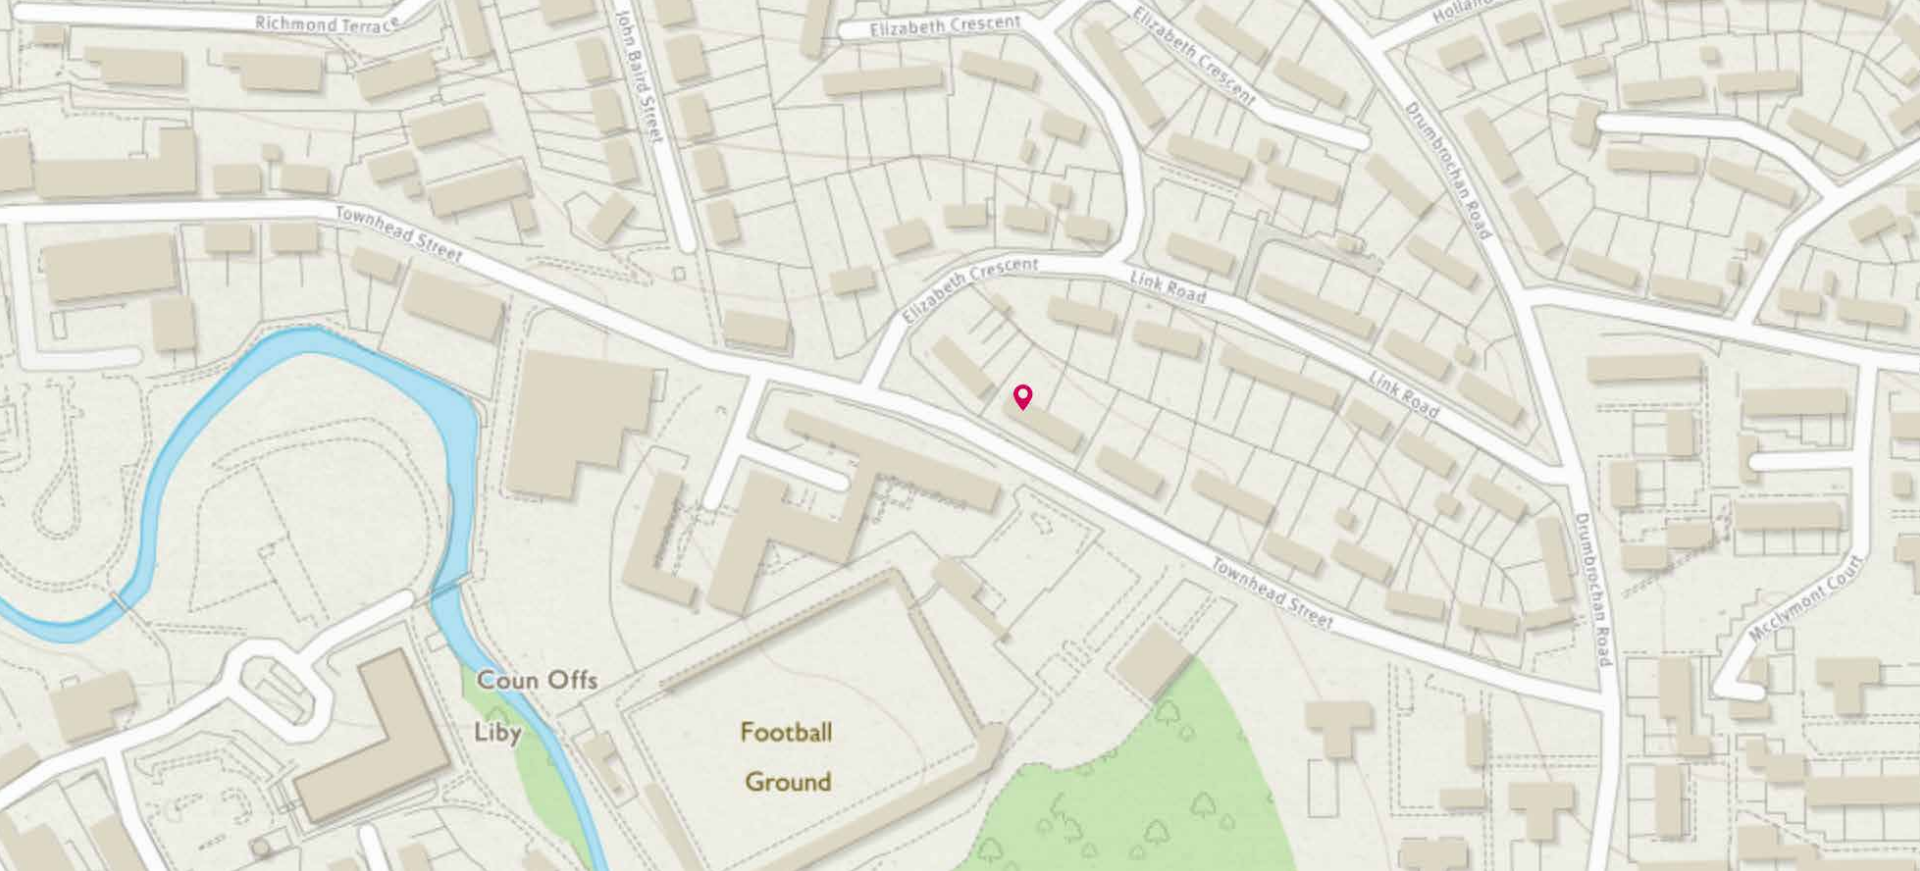 Richmond Terrace
John Baird Street
Elizabeth Crescent
Elizabeth Crescent
Drumbrochan Road
Townhead Street
Elizabeth Crescent
Link Road
Link Road
Drumbrochan Road
Townhead Street
Mcclymont Court
Coun Offs
Liby
Football
Ground